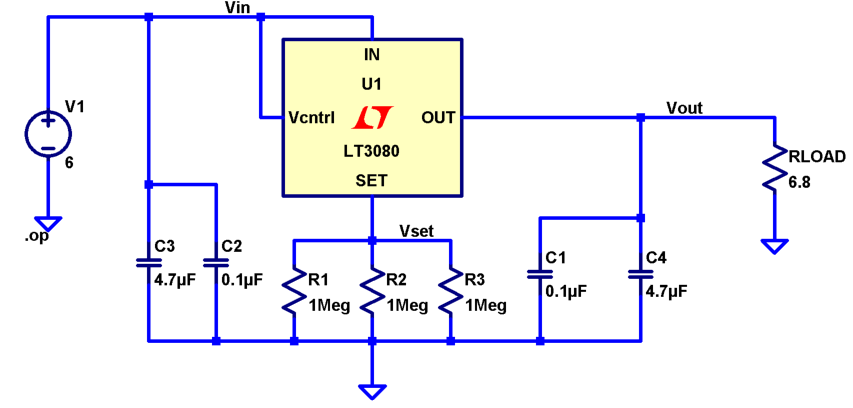 Vin
IN
V1
U1
Vcntrl
OUT
Vout
LT3080
6
RLOAD
SET
6.8
.op
Vset
C3
C2
C1
C4
R1
R2
R3
4.7µF
0.1µF
0.1µF
4.7µF
1Meg
1Meg
1Meg